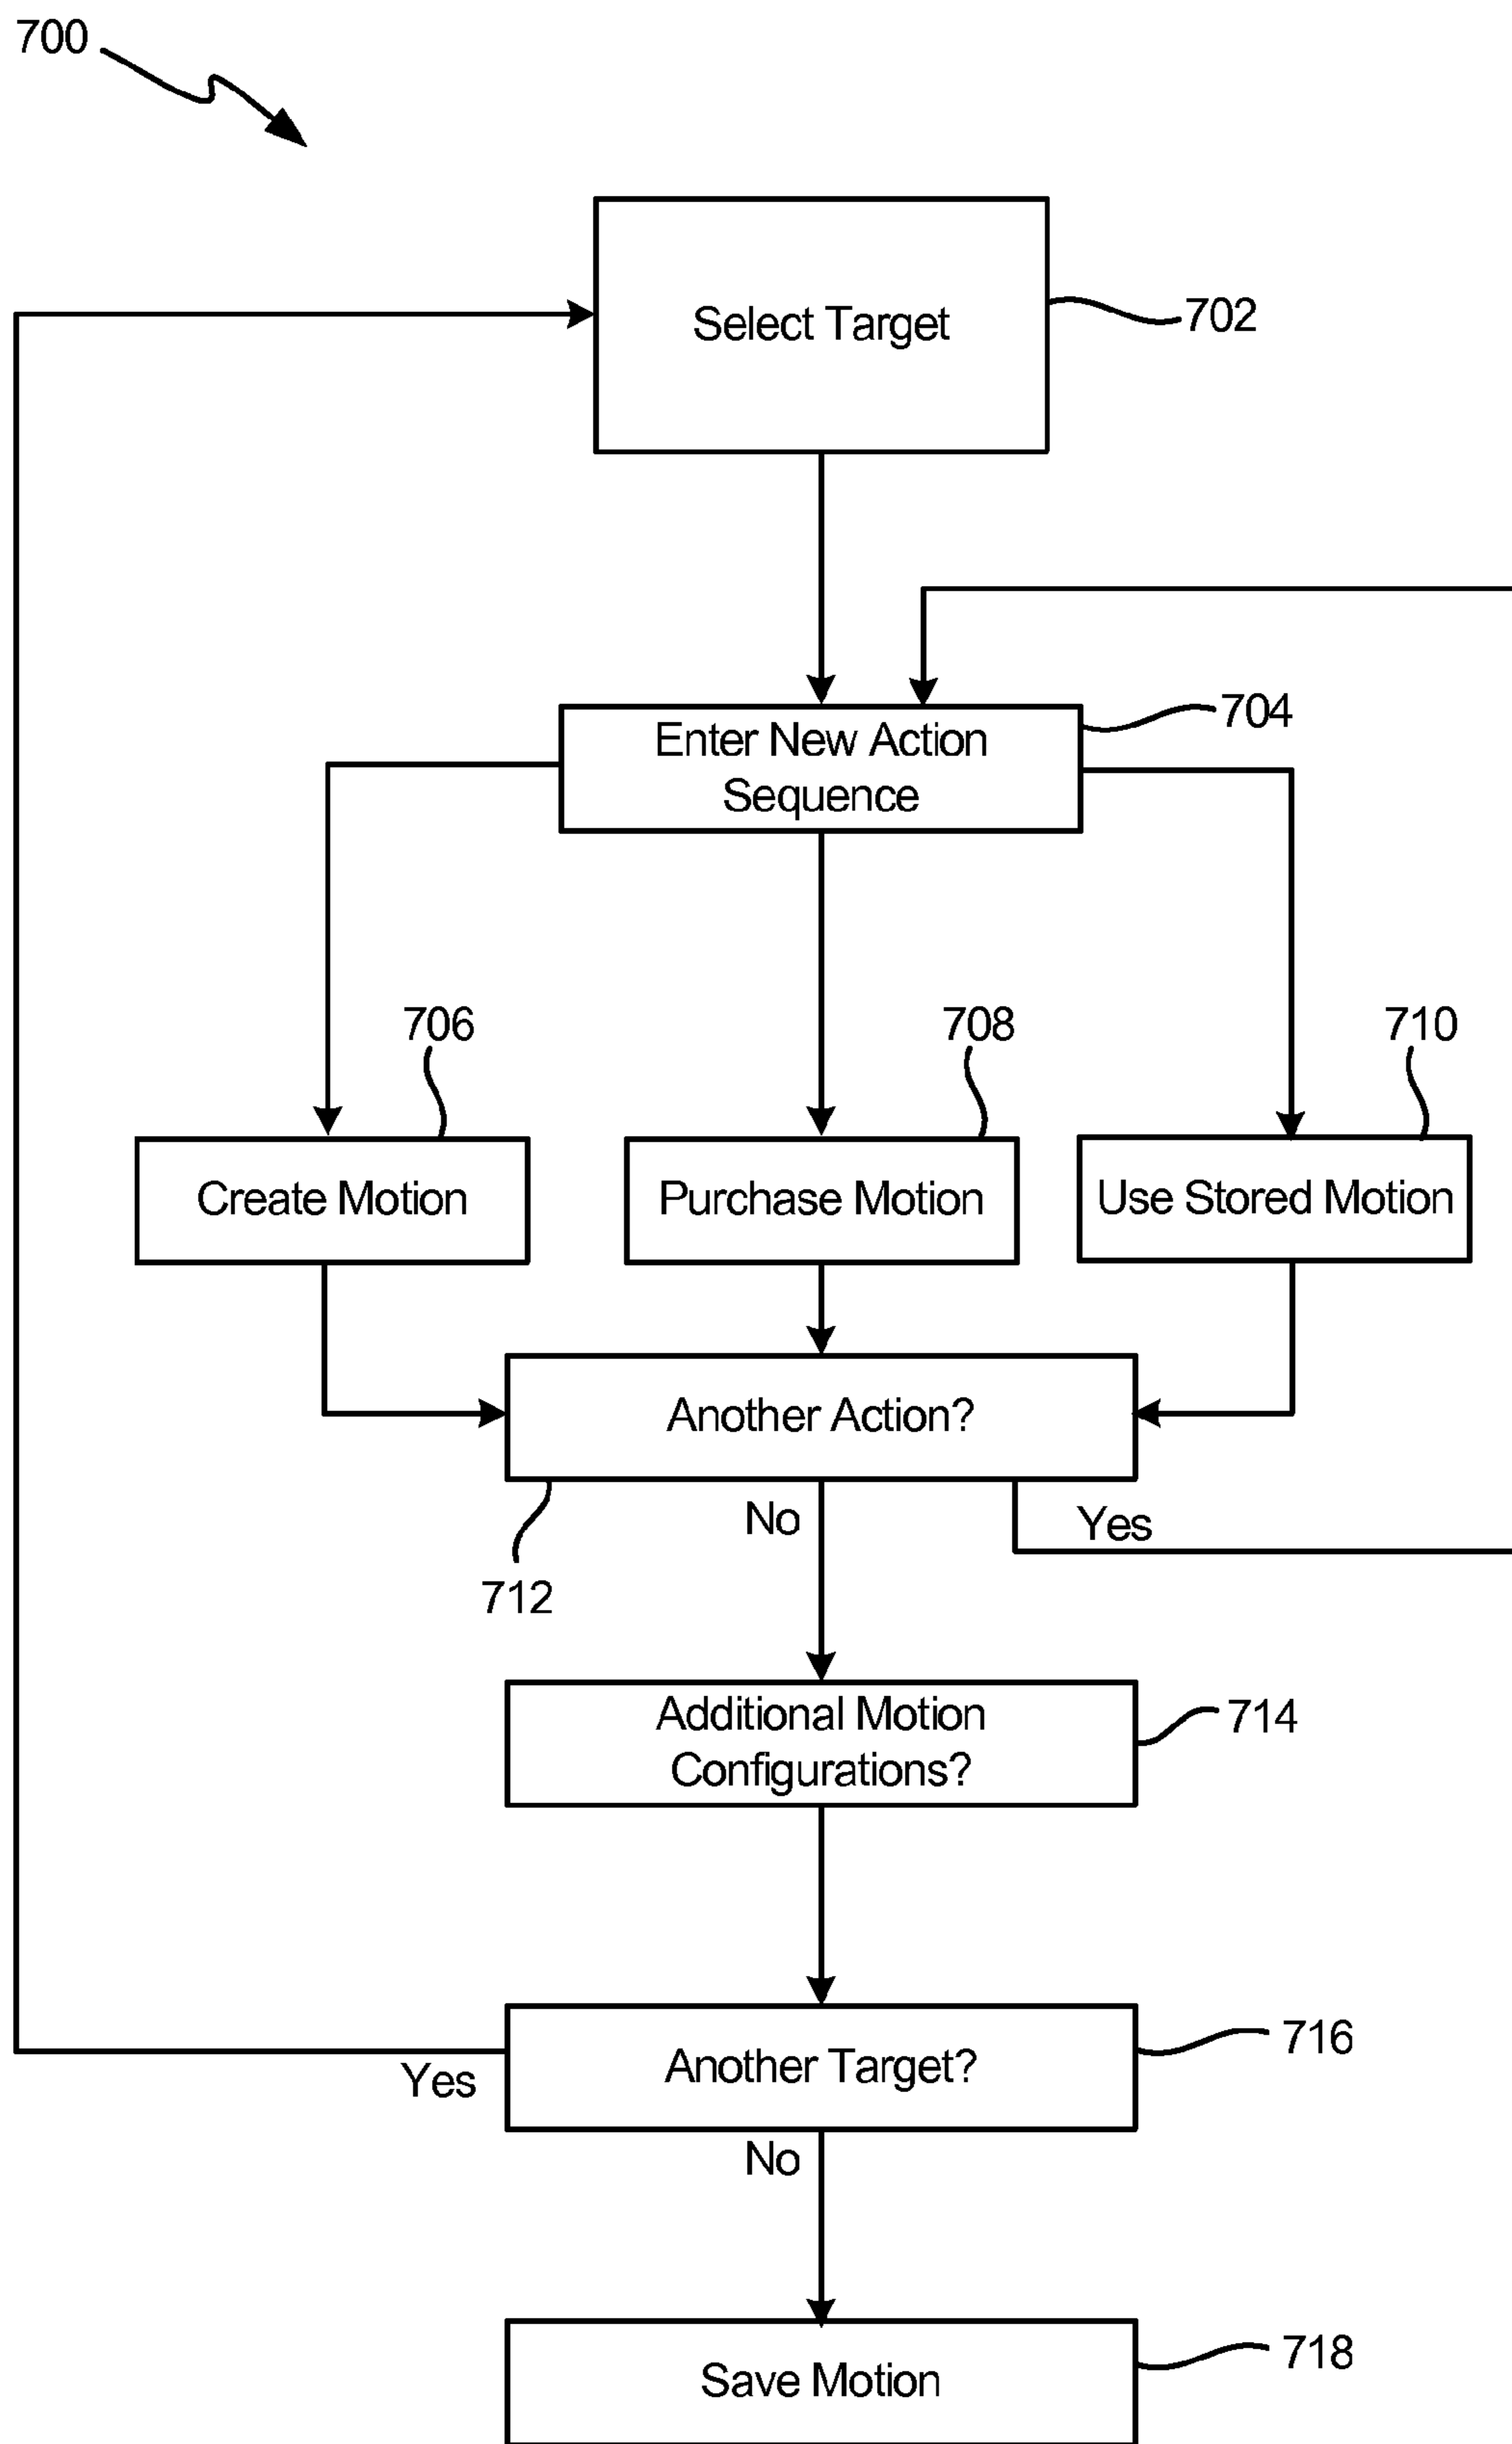 700
Select Target
702
Enter New Action
Sequence
704
706
708
710
Create Motion
Purchase Motion
Use Stored Motion
Another Action?
No
Yes
712
Additional Motion
Configurations?
714
Another Target?
716
Yes
No
Save Motion
718